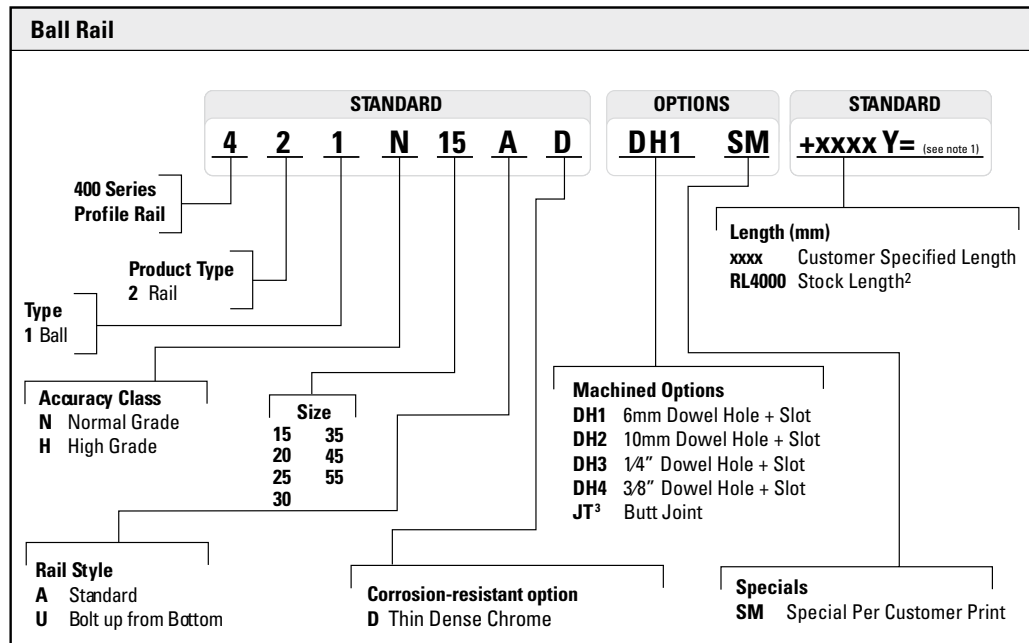 Ball Rail
STANDARD OPTIONS STANDARD
4 2 1 N 15 A D DH1 SM +xxxx Y= (see note 1)
400 Series
Profile Rail
Product Type
2 Rail
Type
1 Ball
Length (mm)
xxxx Customer Specified Length
RL4000 Stock Length²
Accuracy Class
N Normal Grade
H High Grade
Size
15 35
20 45
25 55
30
Machined Options
DH1 6mm Dowel Hole + Slot
DH2 10mm Dowel Hole + Slot
DH3 1/4” Dowel Hole + Slot
DH4 3/8” Dowel Hole + Slot
JT³ Butt Joint
Rail Style
A Standard
U Bolt up from Bottom
Corrosion-resistant option
D Thin Dense Chrome
Specials
SM Special Per Customer Print